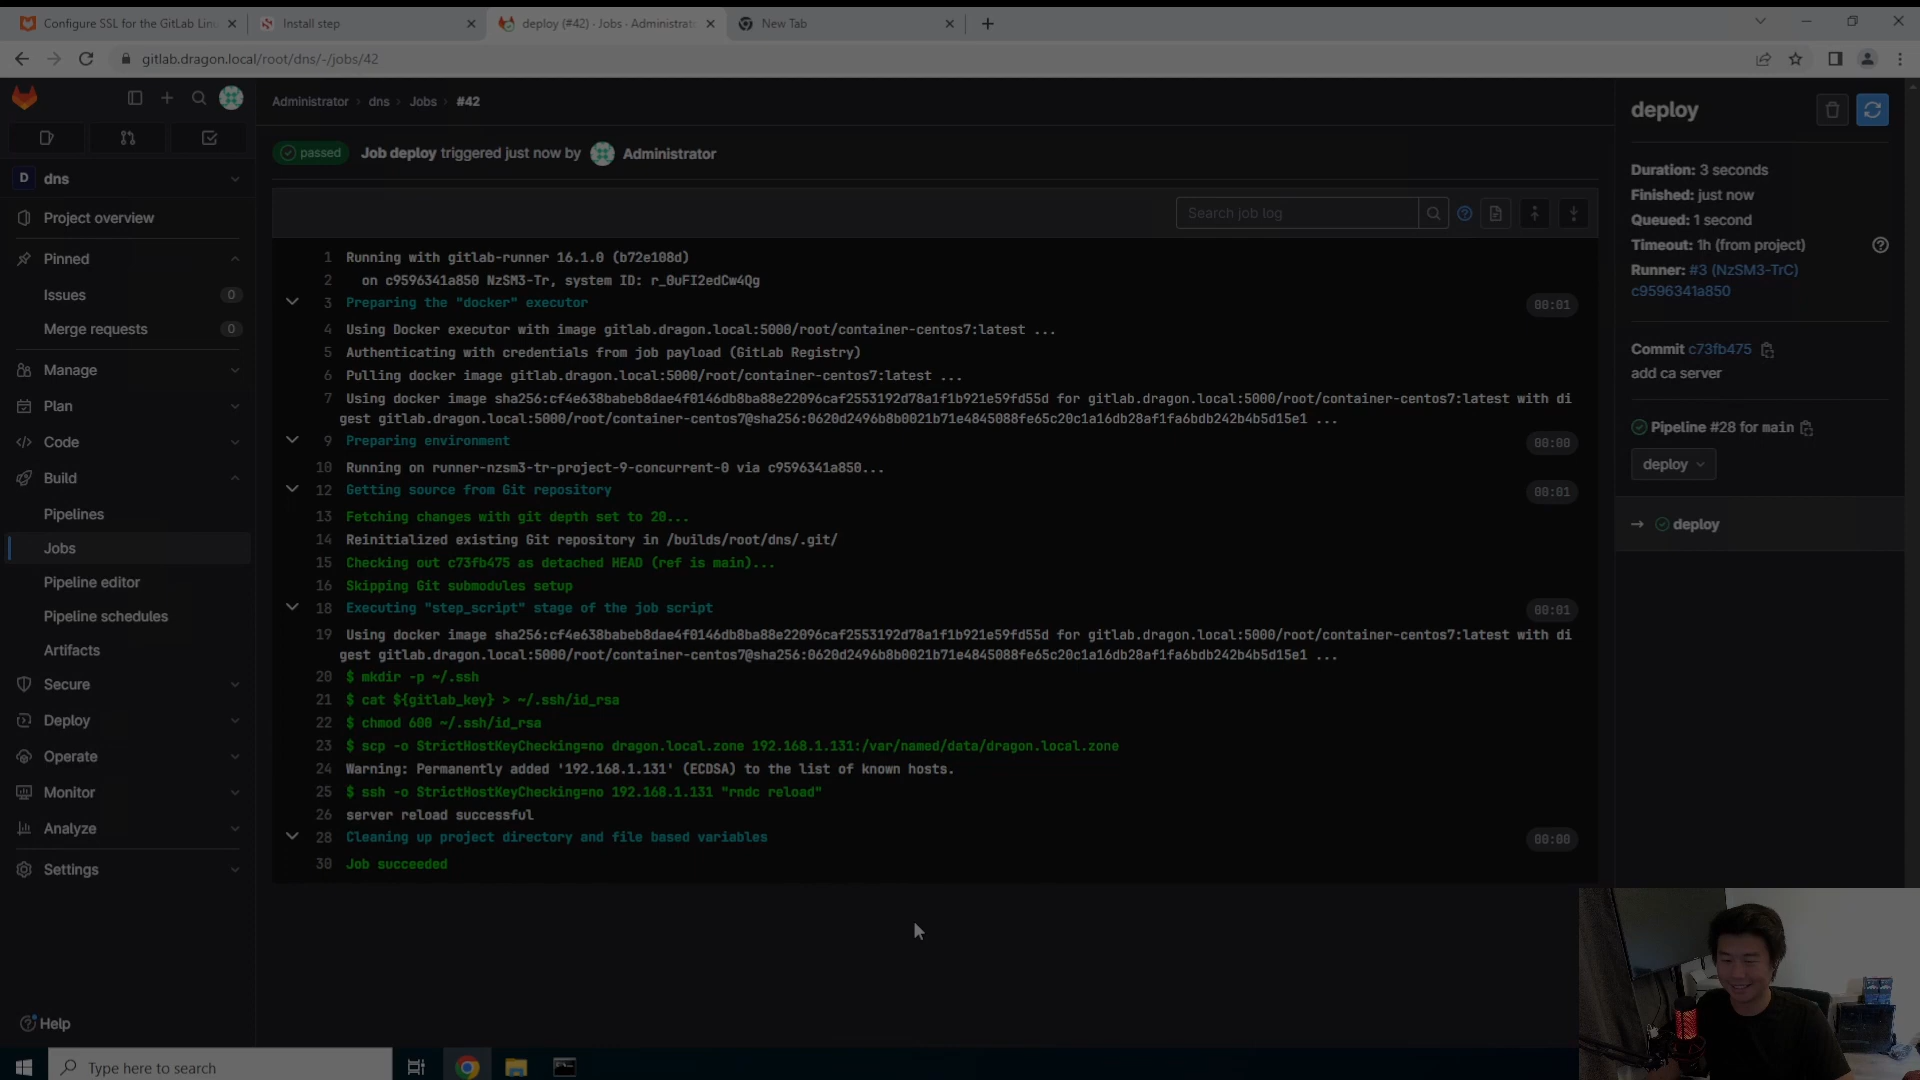 Configure SSL for the GitLab Lin
Install step
deploy (#42) · Jobs · Administrat
New Tab
gitlab.dragon.local/root/dns/-/jobs/42
Administrator › dns › Jobs › #42
deploy
passed Job deploy triggered just now by Administrator
D dns
Project overview
Pinned
Issues 0
Merge requests 0
Manage
Plan
Code
Build
Pipelines
Jobs
Pipeline editor
Pipeline schedules
Artifacts
Secure
Deploy
Operate
Monitor
Analyze
Settings
Help
Search job log
1 Running with gitlab-runner 16.1.0 (b72e108d)
2 on c9596341a850 NzSM3-Tr, system ID: r_0uFI2edCw4Qg
3 Preparing the "docker" executor 00:01
4 Using Docker executor with image gitlab.dragon.local:5000/root/container-centos7:latest ...
5 Authenticating with credentials from job payload (GitLab Registry)
6 Pulling docker image gitlab.dragon.local:5000/root/container-centos7:latest ...
7 Using docker image sha256:cf4e638babeb8dae4f0146db8ba88e22096caf2553192d78a1f1b921e59fd55d for gitlab.dragon.local:5000/root/container-centos7:latest with di
gest gitlab.dragon.local:5000/root/container-centos7@sha256:0620d2496b8b0021b71e4845088fe65c20c1a16db28af1fa6bdb242b4b5d15e1 ...
9 Preparing environment 00:00
10 Running on runner-nzsm3-tr-project-9-concurrent-0 via c9596341a850...
12 Getting source from Git repository 00:01
13 Fetching changes with git depth set to 20...
14 Reinitialized existing Git repository in /builds/root/dns/.git/
15 Checking out c73fb475 as detached HEAD (ref is main)...
16 Skipping Git submodules setup
18 Executing "step_script" stage of the job script 00:01
19 Using docker image sha256:cf4e638babeb8dae4f0146db8ba88e22096caf2553192d78a1f1b921e59fd55d for gitlab.dragon.local:5000/root/container-centos7:latest with di
gest gitlab.dragon.local:5000/root/container-centos7@sha256:0620d2496b8b0021b71e4845088fe65c20c1a16db28af1fa6bdb242b4b5d15e1 ...
20 $ mkdir -p ~/.ssh
21 $ cat ${gitlab_key} > ~/.ssh/id_rsa
22 $ chmod 600 ~/.ssh/id_rsa
23 $ scp -o StrictHostKeyChecking=no dragon.local.zone 192.168.1.131:/var/named/data/dragon.local.zone
24 Warning: Permanently added '192.168.1.131' (ECDSA) to the list of known hosts.
25 $ ssh -o StrictHostKeyChecking=no 192.168.1.131 "rndc reload"
26 server reload successful
28 Cleaning up project directory and file based variables 00:00
30 Job succeeded
Duration: 3 seconds
Finished: just now
Queued: 1 second
Timeout: 1h (from project)
Runner: #3 (NzSM3-TrC)
c9596341a850
Commit c73fb475
add ca server
Pipeline #28 for main
deploy
→ deploy
Type here to search